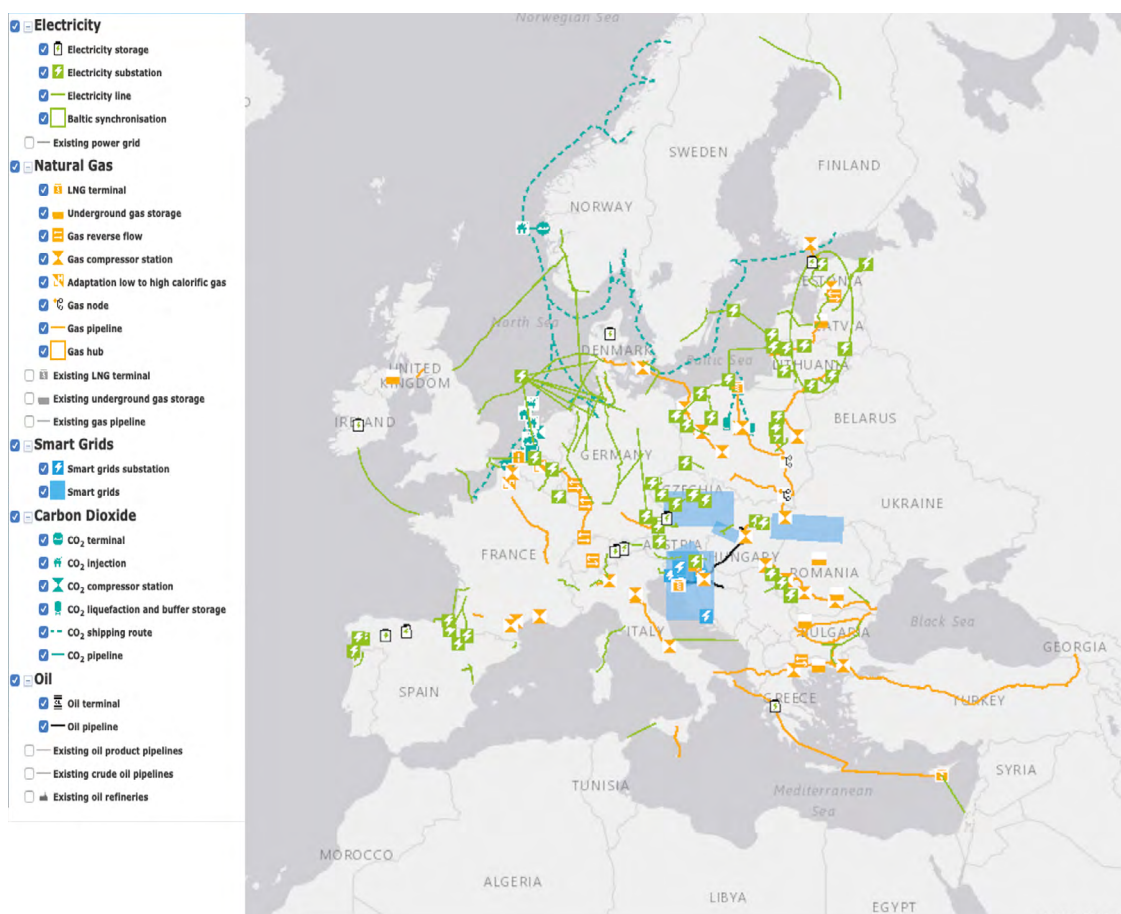 Electricity
Electricity storage
Electricity substation
Electricity line
Baltic synchronisation
Existing power grid
Natural Gas
LNG terminal
Underground gas storage
Gas reverse flow
Gas compressor station
Adaptation low to high calorific gas
Gas node
Gas pipeline
Gas hub
Existing LNG terminal
Existing underground gas storage
Existing gas pipeline
Smart Grids
Smart grids substation
Smart grids
Carbon Dioxide
CO₂ terminal
CO₂ injection
CO₂ compressor station
CO₂ liquefaction and buffer storage
CO₂ shipping route
CO₂ pipeline
Oil
Oil terminal
Oil pipeline
Existing oil product pipelines
Existing crude oil pipelines
Existing oil refineries
Norwegian Sea
SWEDEN
FINLAND
NORWAY
ESTONIA
North Sea
LATVIA
DENMARK
Baltic Sea
LITHUANIA
UNITED
KINGDOM
BELARUS
IRELAND
GERMANY
CZECHIA
UKRAINE
FRANCE
AUSTRIA
HUNGARY
ROMANIA
ITALY
BULGARIA
Black Sea
GEORGIA
SPAIN
GREECE
TURKEY
SYRIA
TUNISIA
Mediterranean
Sea
MOROCCO
ALGERIA
LIBYA
EGYPT